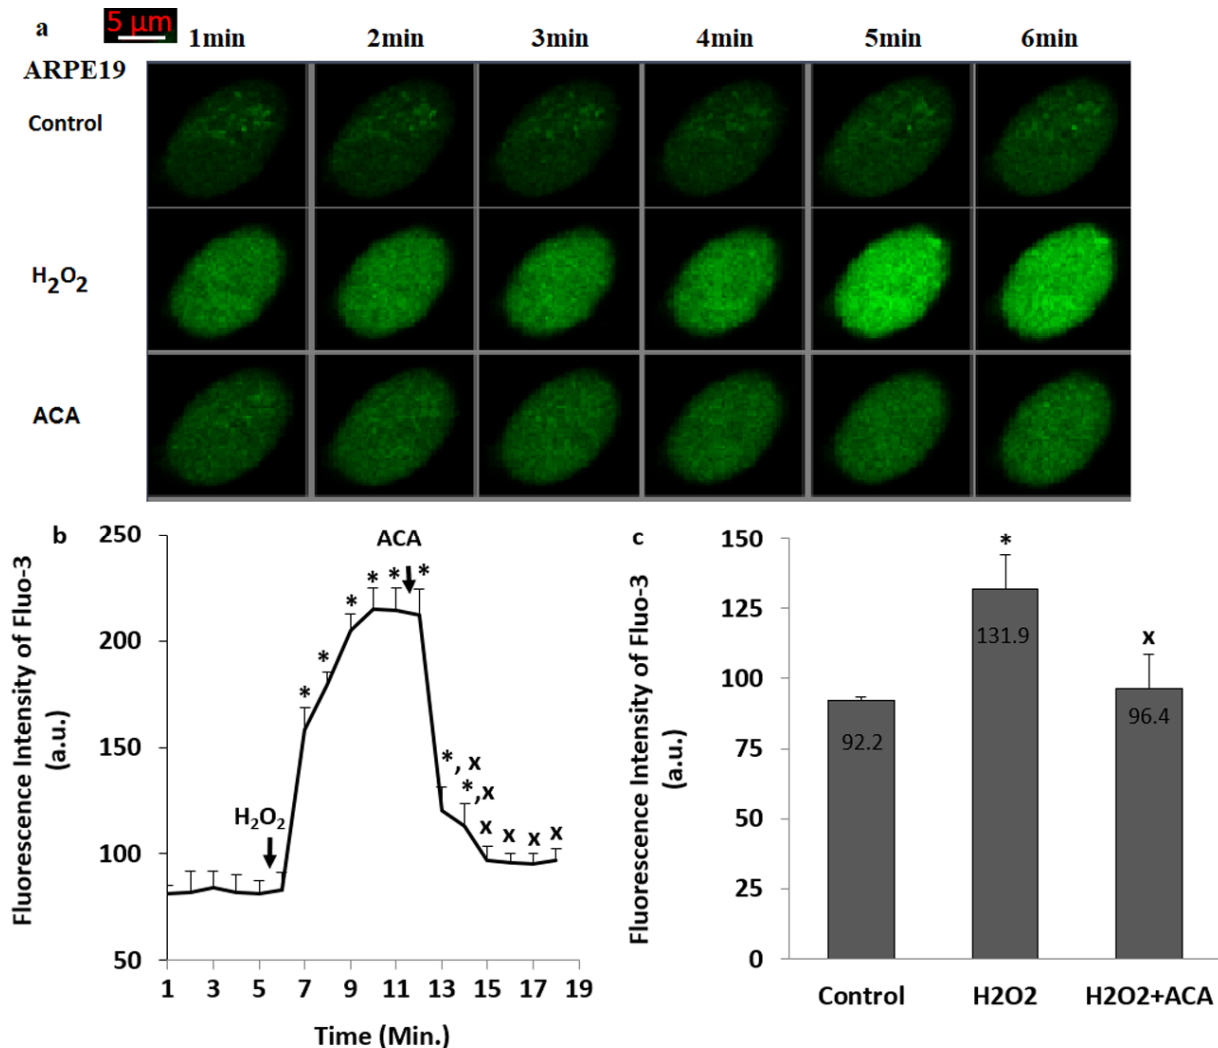 a
5 µm
1min 2min 3min 4min 5min 6min
ARPE19
Control
H2O2
ACA
b
Fluorescence Intensity of Fluo-3
(a.u.)
250
200
150
100
50
ACA
* * * * * *
H2O2
*, x
*,x
x x x x
1 3 5 7 9 11 13 15 17 19
Time (Min.)
c
Fluorescence Intensity of Fluo-3
(a.u.)
150
125
100
75
50
25
0
*
131.9
x
92.2
96.4
Control H2O2 H2O2+ACA